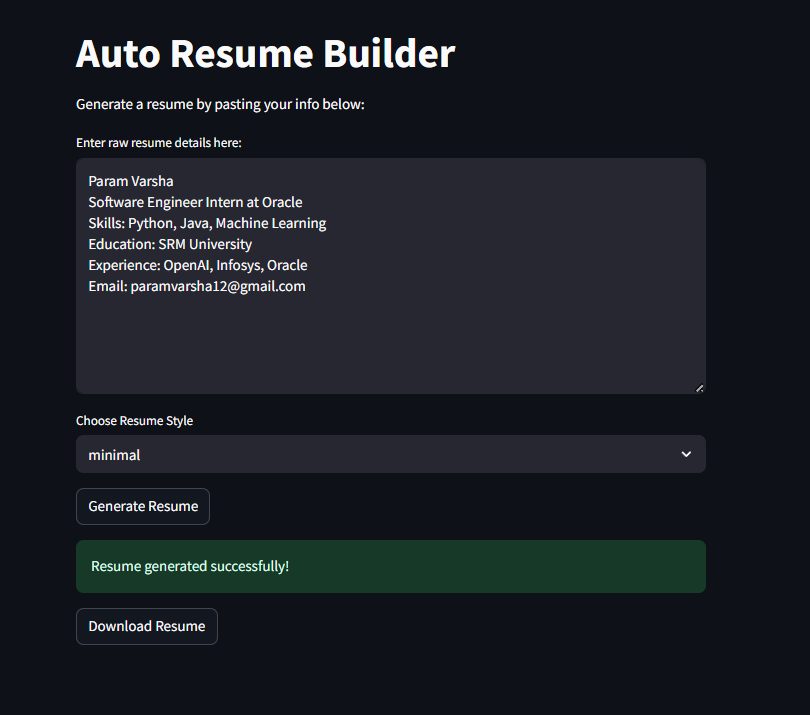 Auto Resume Builder
Generate a resume by pasting your info below:
Enter raw resume details here:
Param Varsha
Software Engineer Intern at Oracle
Skills: Python, Java, Machine Learning
Education: SRM University
Experience: OpenAI, Infosys, Oracle
Email: paramvarsha12@gmail.com
Choose Resume Style
minimal
Generate Resume
Resume generated successfully!
Download Resume